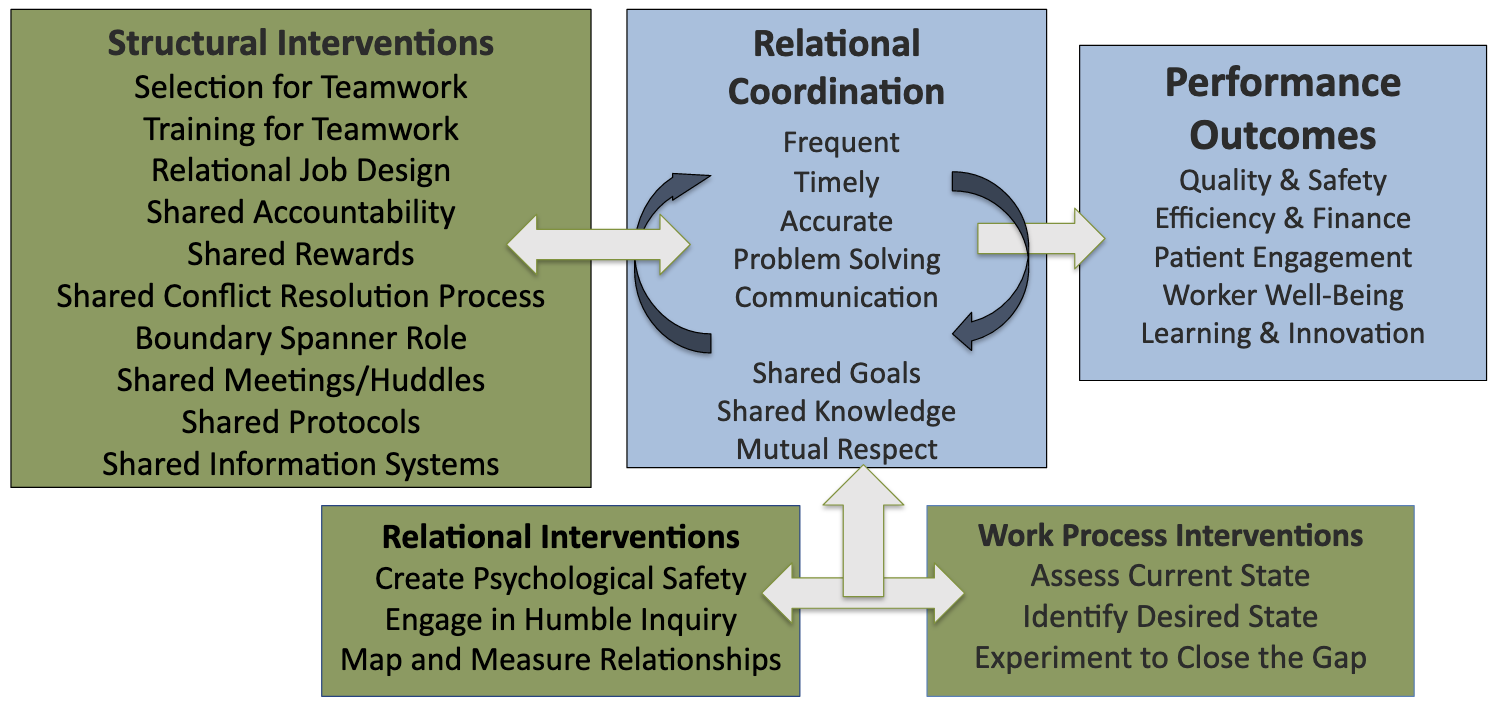 Structural Interventions
Selection for Teamwork
Training for Teamwork
Relational Job Design
Shared Accountability
Shared Rewards
Shared Conflict Resolution Process
Boundary Spanner Role
Shared Meetings/Huddles
Shared Protocols
Shared Information Systems
Relational
Coordination
Frequent
Timely
Accurate
Problem Solving
Communication
Shared Goals
Shared Knowledge
Mutual Respect
Performance
Outcomes
Quality & Safety
Efficiency & Finance
Patient Engagement
Worker Well-Being
Learning & Innovation
Relational Interventions
Create Psychological Safety
Engage in Humble Inquiry
Map and Measure Relationships
Work Process Interventions
Assess Current State
Identify Desired State
Experiment to Close the Gap